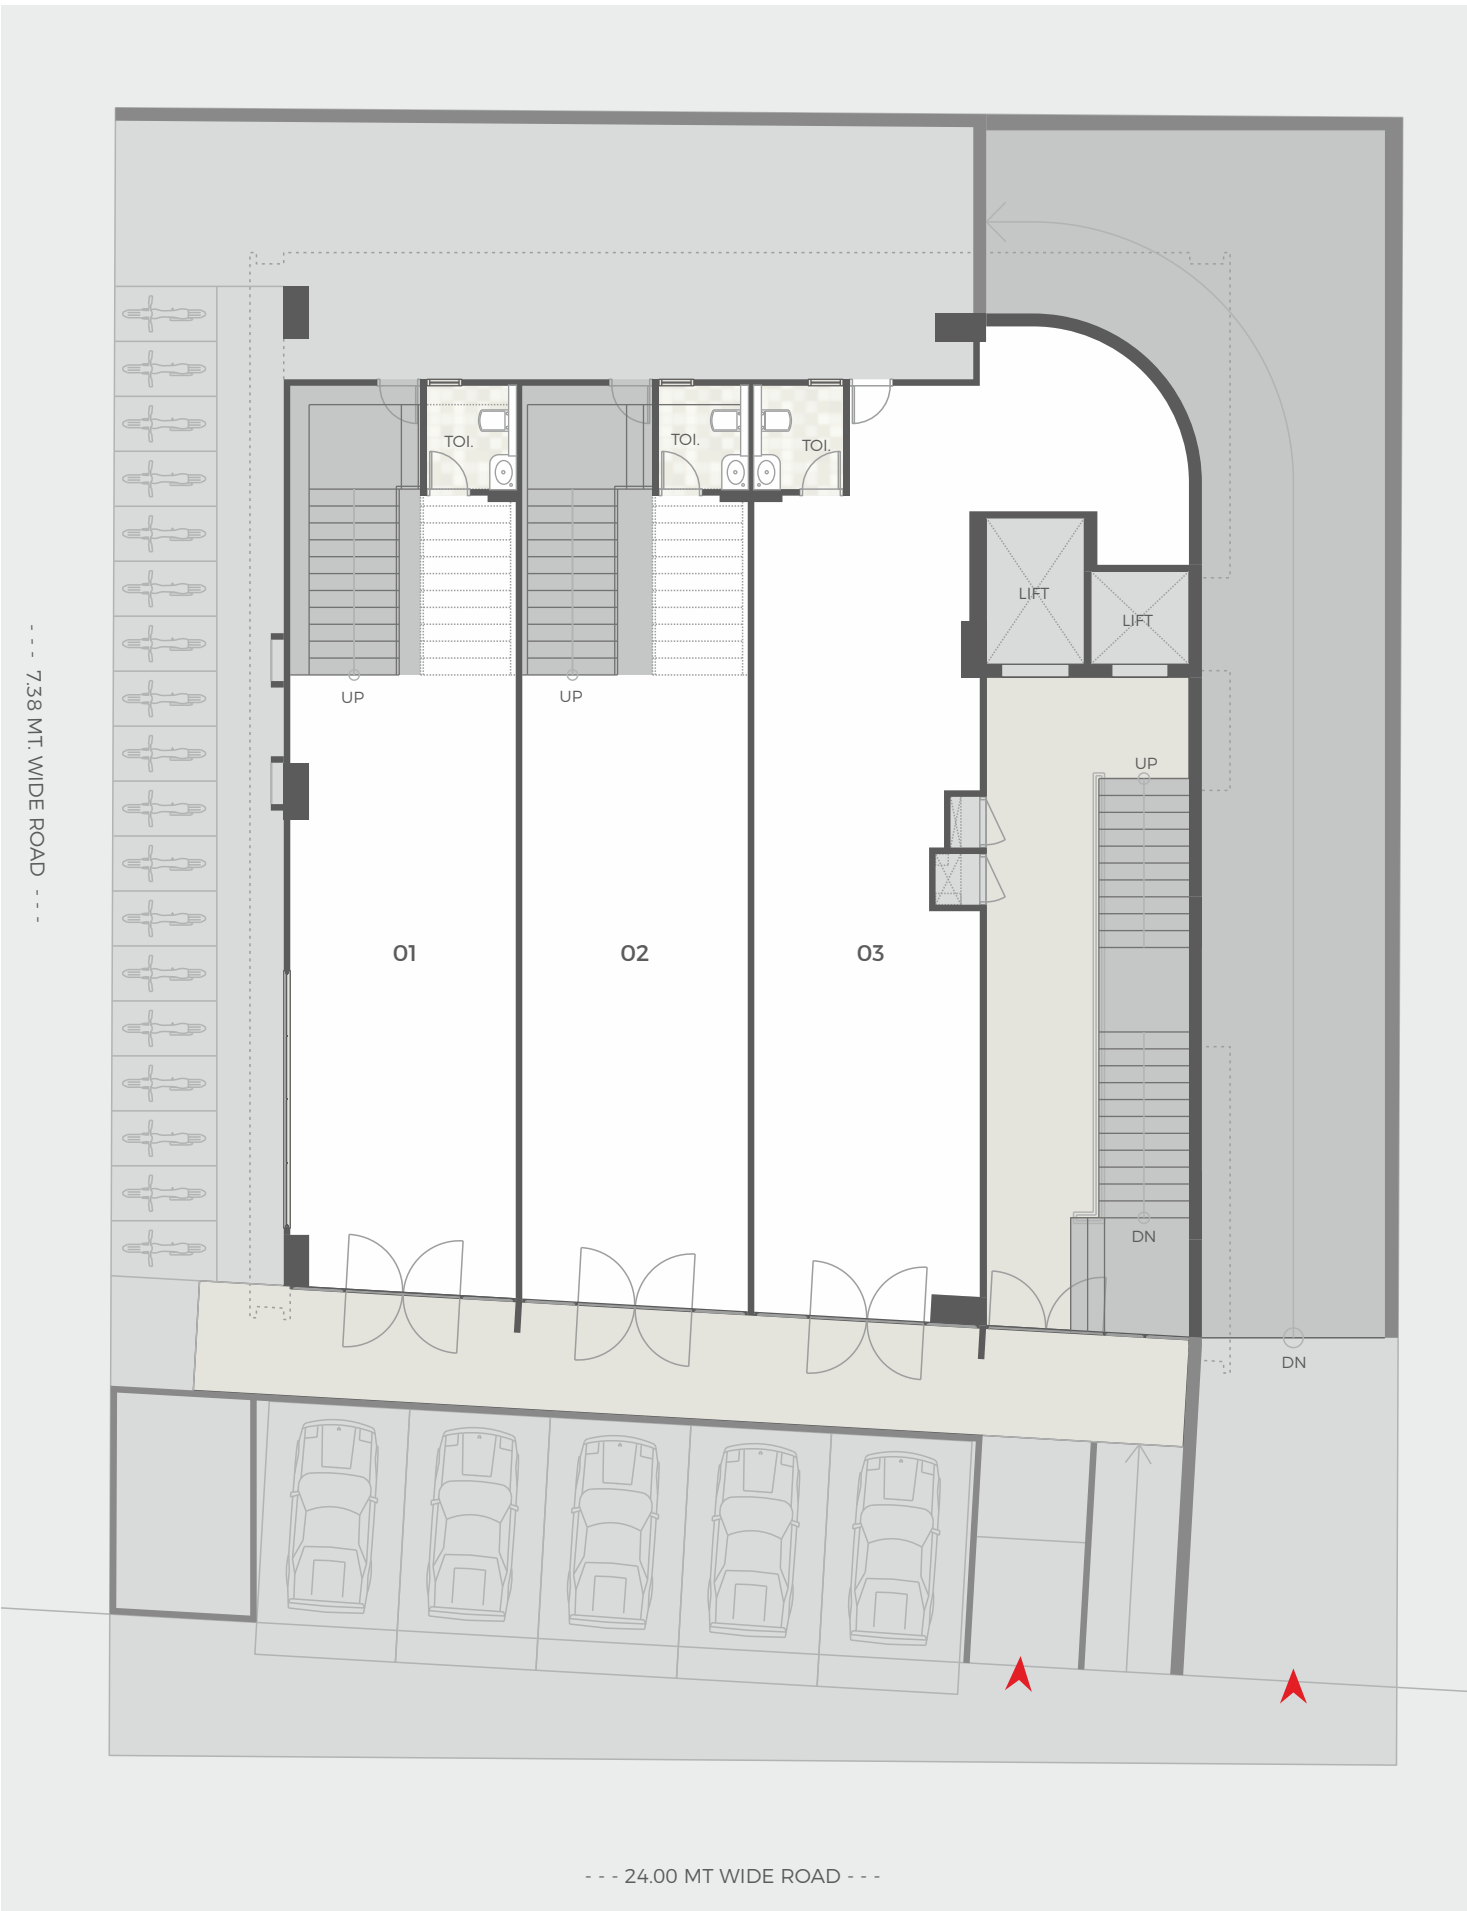 TOI.
TOI.
TOI.
LIFT
LIFT
UP
UP
UP
- - - 7.38 MT. WIDE ROAD - - -
01
02
03
DN
DN
- - - 24.00 MT WIDE ROAD - - -